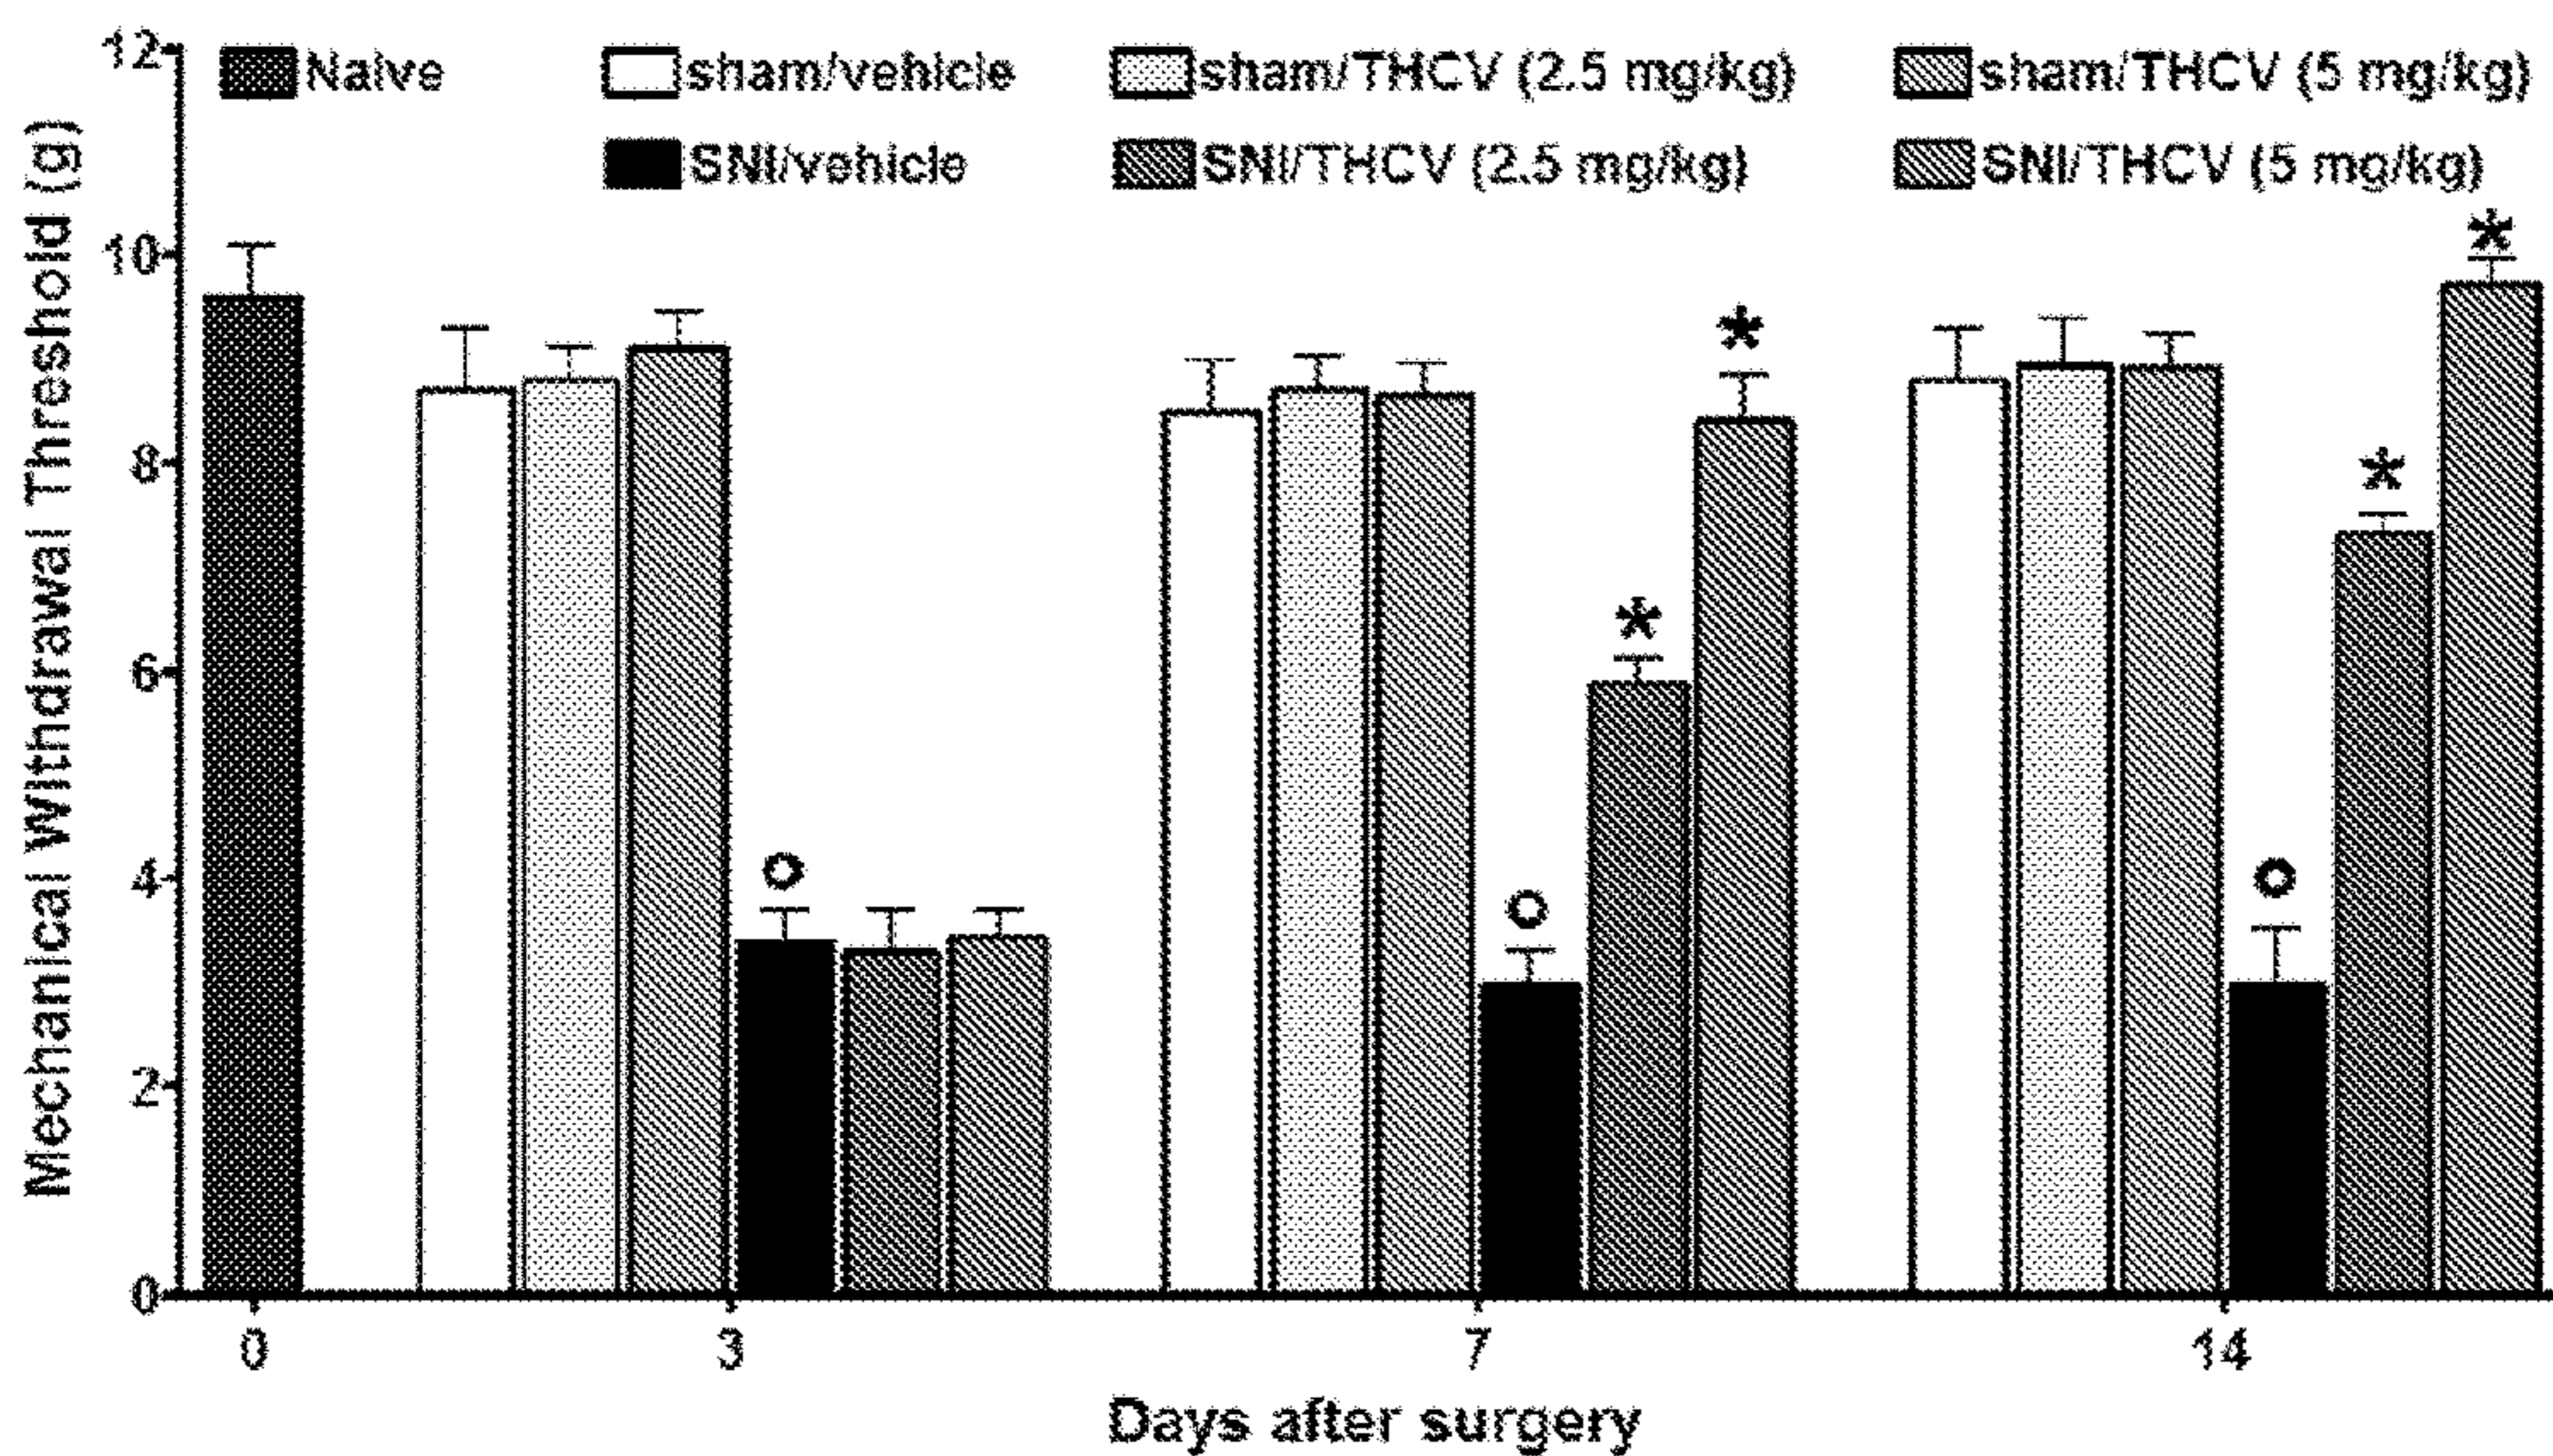 Mechanical Withdrawal Threshold (g)
12
10
8
6
4
2
0
Naive sham/vehicle sham/THCV (2.5 mg/kg) sham/THCV (5 mg/kg)
SNI/vehicle SNI/THCV (2.5 mg/kg) SNI/THCV (5 mg/kg)
* * * *
o o o
0 3 7 14
Days after surgery